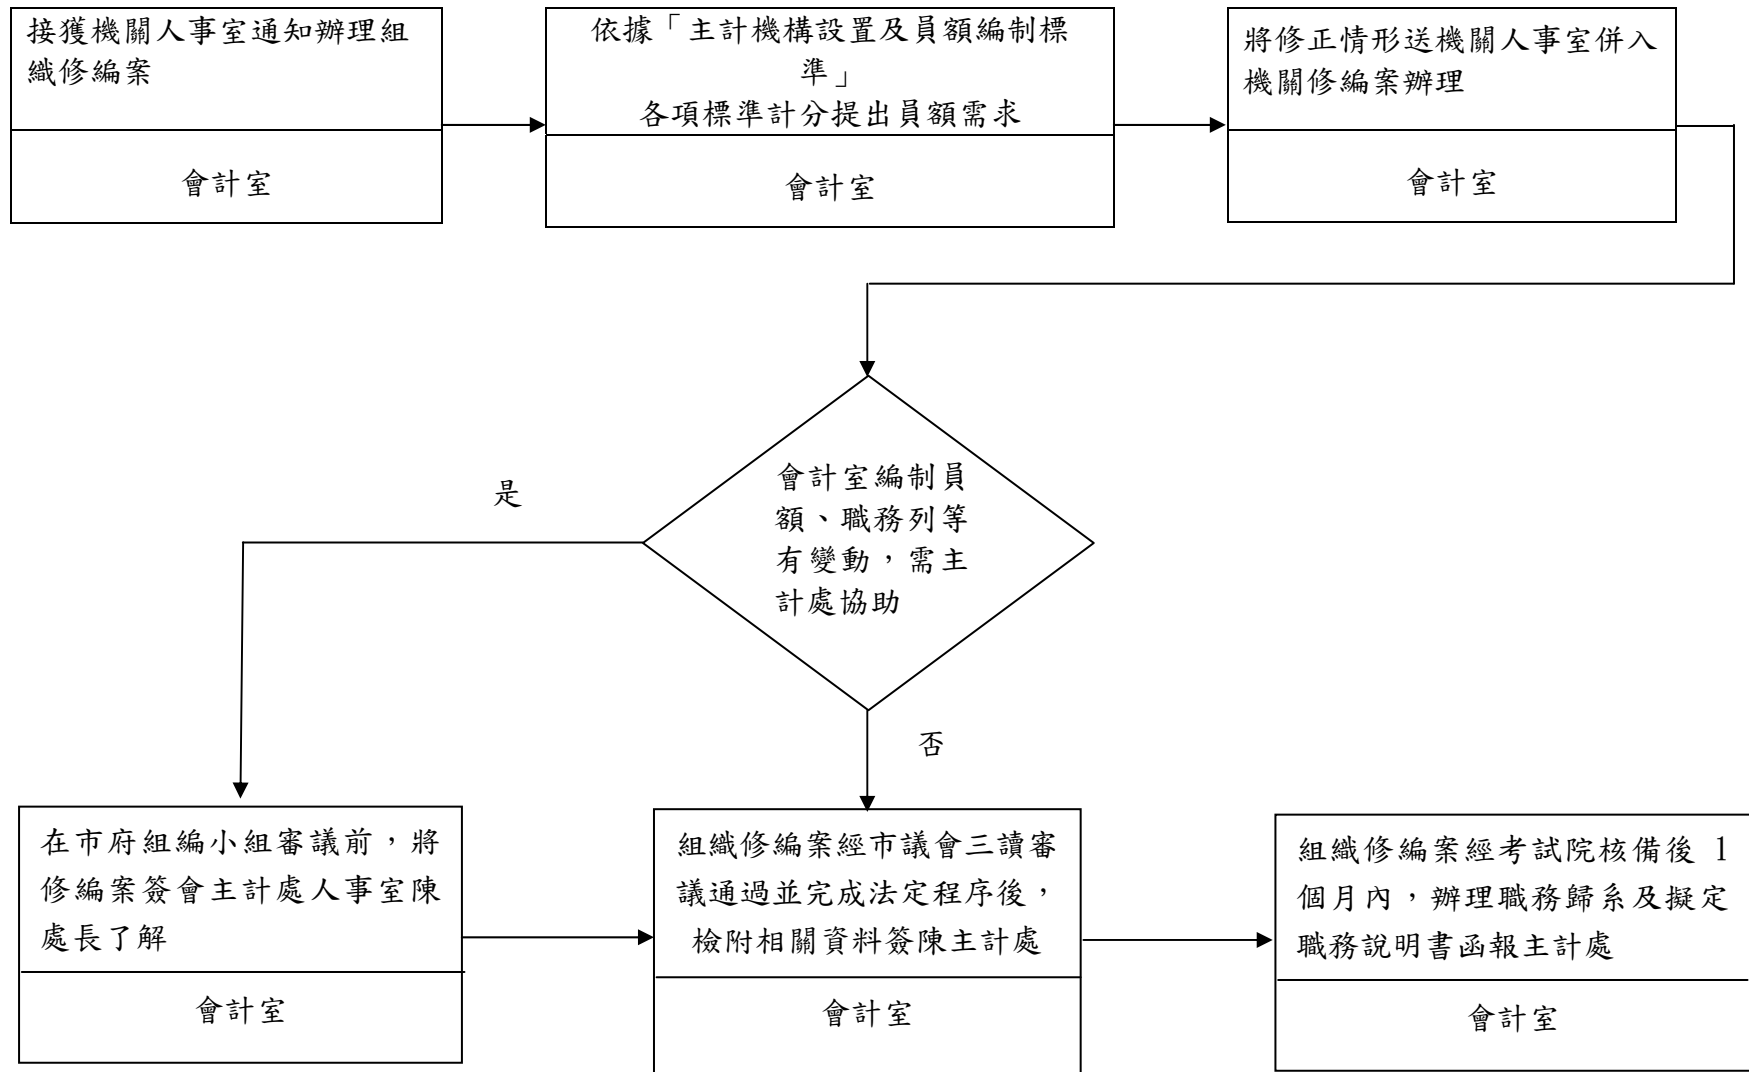 接獲機關人事室通知辦理組
織修編案
會計室
依據「主計機構設置及員額編制標
準」
各項標準計分提出員額需求
會計室
將修正情形送機關人事室併入
機關修編案辦理
會計室
會計室編制員
額、職務列等
有變動，需主
計處協助
是
否
在市府組編小組審議前，將
修編案簽會主計處人事室陳
處長了解
會計室
組織修編案經市議會三讀審
議通過並完成法定程序後，
檢附相關資料簽陳主計處
會計室
組織修編案經考試院核備後 1
個月內，辦理職務歸系及擬定
職務說明書函報主計處
會計室